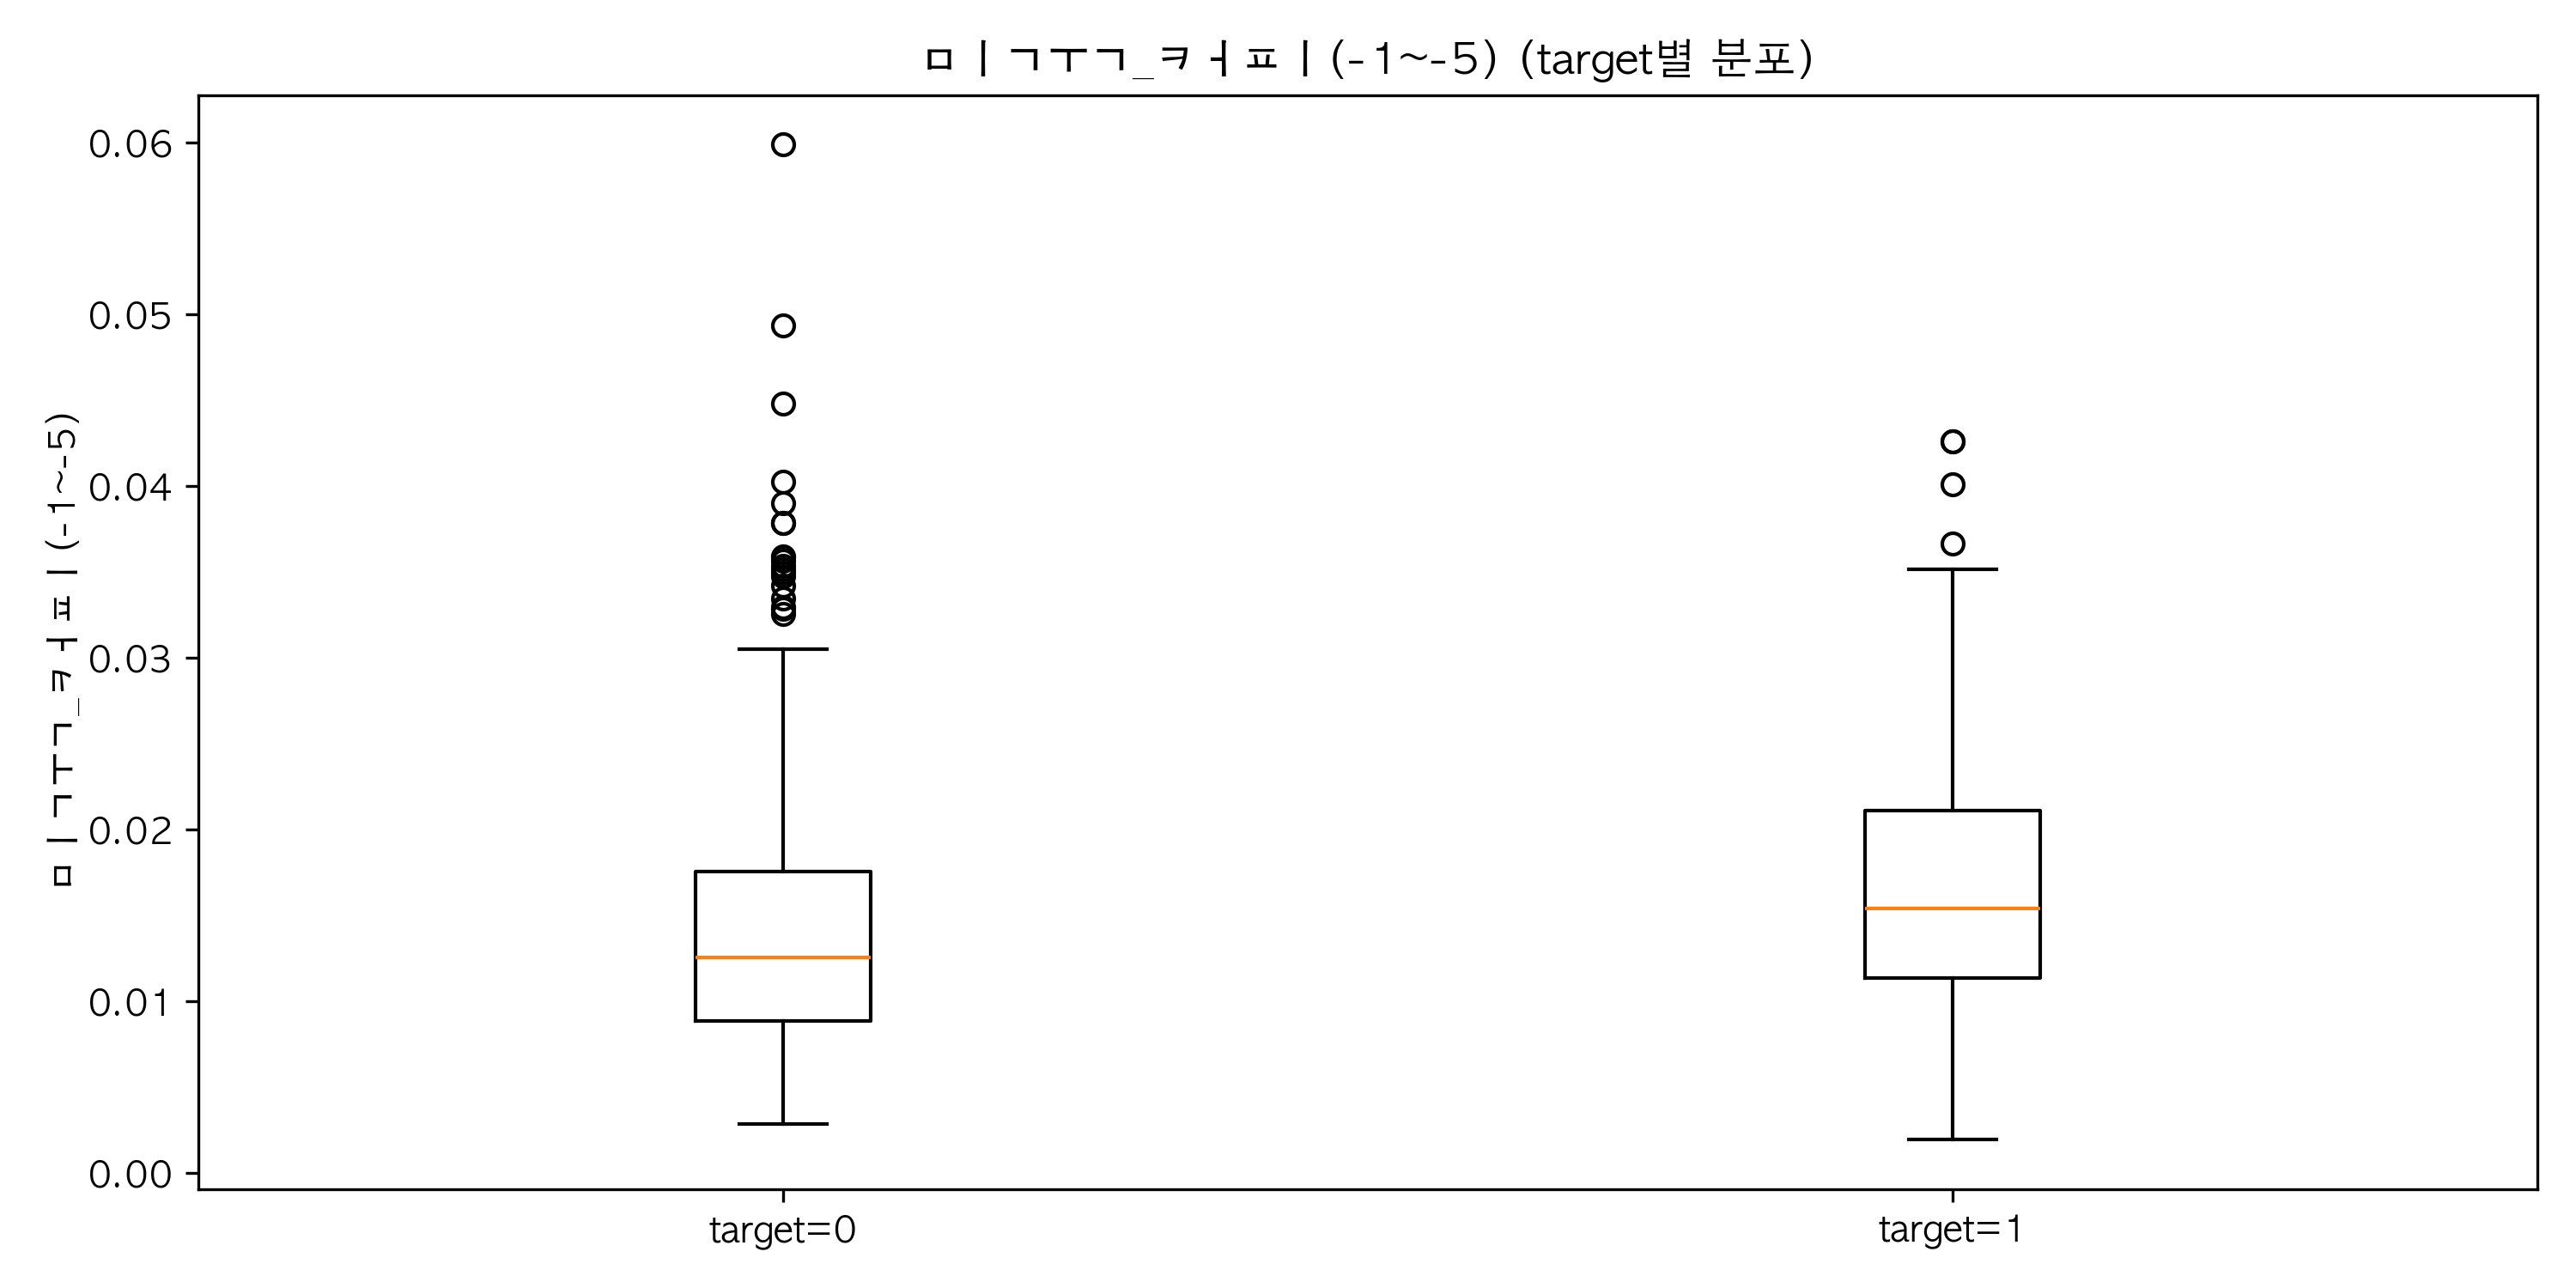 ㅁㅣㄱㅜㄱ_ㅋㅓㅍㅣ(-1~-5) (target별 분포)
ㅁㅣㄱㅜㄱ_ㅋㅓㅍㅣ(-1~-5)
0.06
0.05
0.04
0.03
0.02
0.01
0.00
target=0
target=1